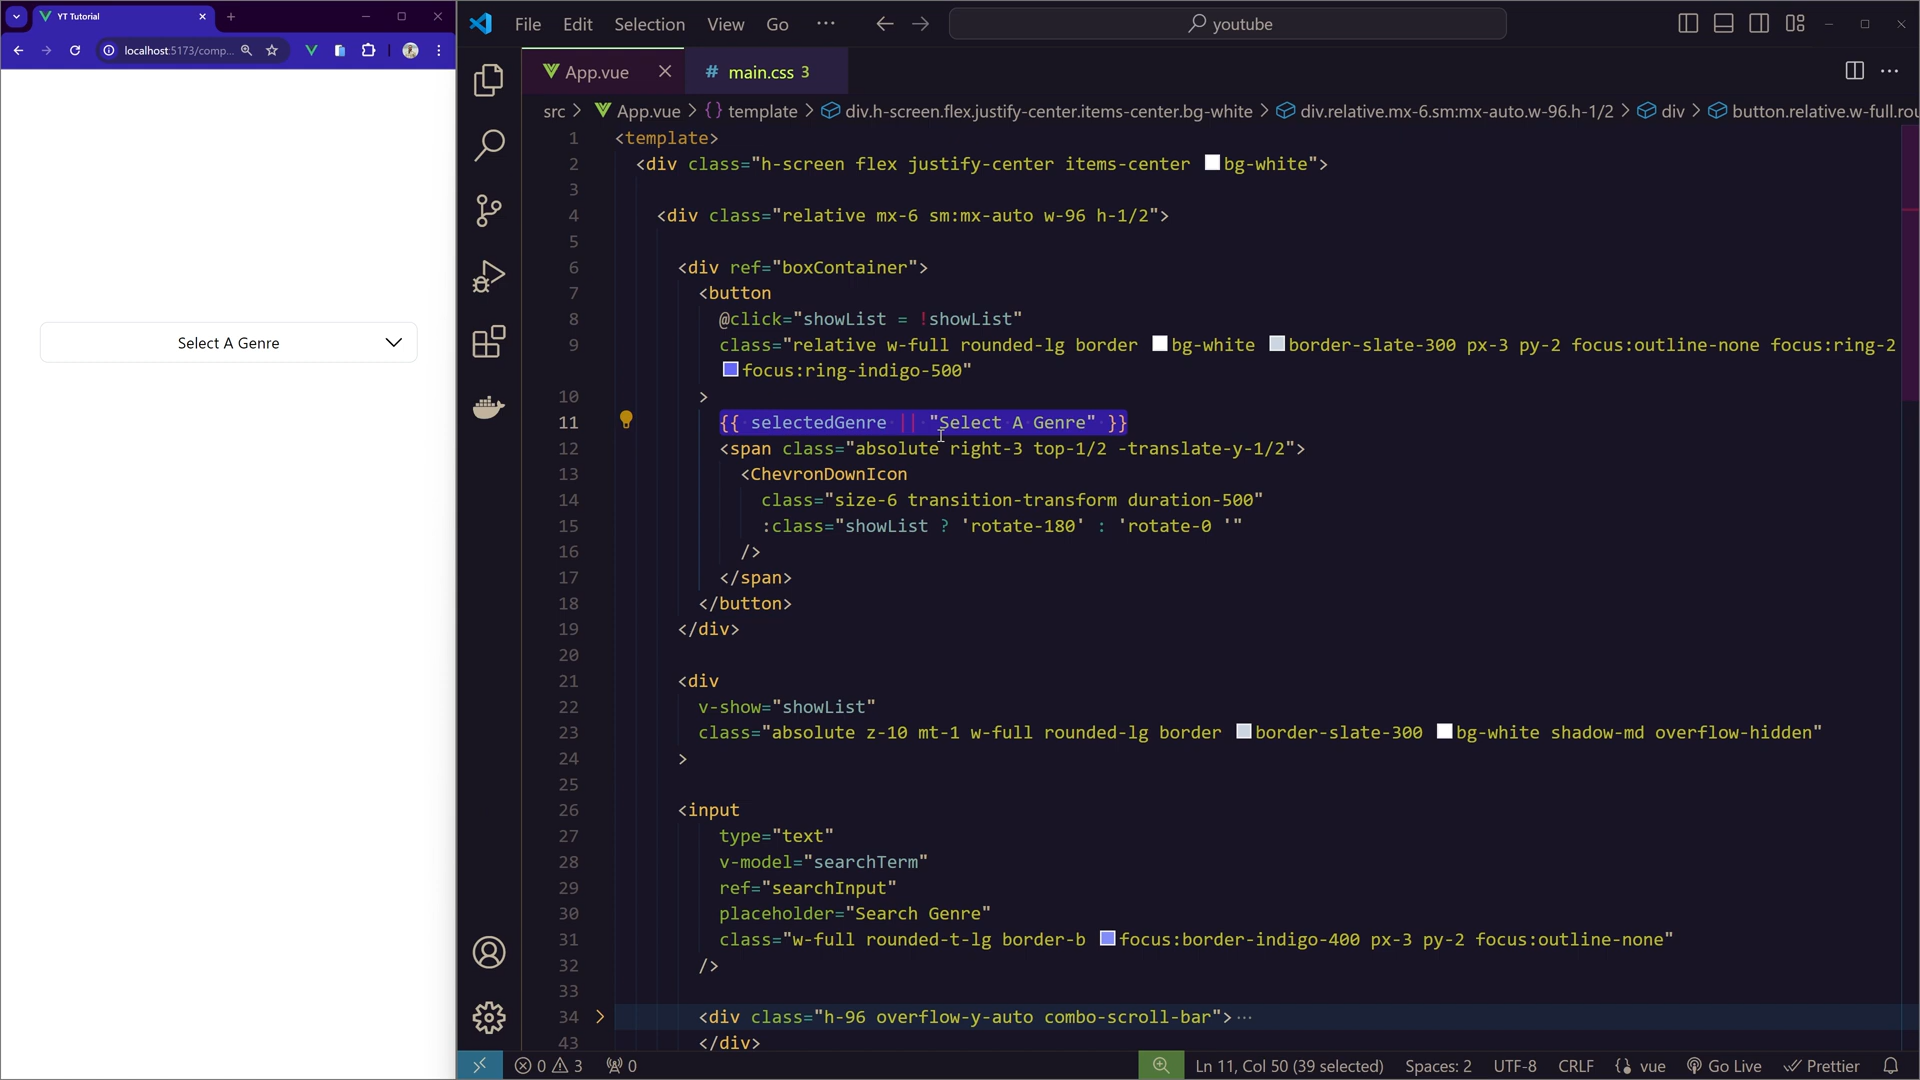 YT Tutorial
localhost:5173/comp...
Select A Genre
File Edit Selection View Go ···
youtube
App.vue
# main.css 3
src > App.vue > {} template > div.h-screen.flex.justify-center.items-center.bg-white > div.relative.mx-6.sm:mx-auto.w-96.h-1/2 > div > button.relative.w-full.rou
1 <template>
2 <div class="h-screen flex justify-center items-center bg-white">
3
4 <div class="relative mx-6 sm:mx-auto w-96 h-1/2">
5
6 <div ref="boxContainer">
7 <button
8 @click="showList = !showList"
9 class="relative w-full rounded-lg border bg-white border-slate-300 px-3 py-2 focus:outline-none focus:ring-2
focus:ring-indigo-500"
10 >
11 {{ selectedGenre || "Select A Genre" }}
12 <span class="absolute right-3 top-1/2 -translate-y-1/2">
13 <ChevronDownIcon
14 class="size-6 transition-transform duration-500"
15 :class="showList ? 'rotate-180' : 'rotate-0 '"
16 />
17 </span>
18 </button>
19 </div>
20
21 <div
22 v-show="showList"
23 class="absolute z-10 mt-1 w-full rounded-lg border border-slate-300 bg-white shadow-md overflow-hidden"
24 >
25
26 <input
27 type="text"
28 v-model="searchTerm"
29 ref="searchInput"
30 placeholder="Search Genre"
31 class="w-full rounded-t-lg border-b focus:border-indigo-400 px-3 py-2 focus:outline-none"
32 />
33
34 <div class="h-96 overflow-y-auto combo-scroll-bar">···
43 </div>
0 3 0 Ln 11, Col 50 (39 selected) Spaces: 2 UTF-8 CRLF {} vue Go Live Prettier